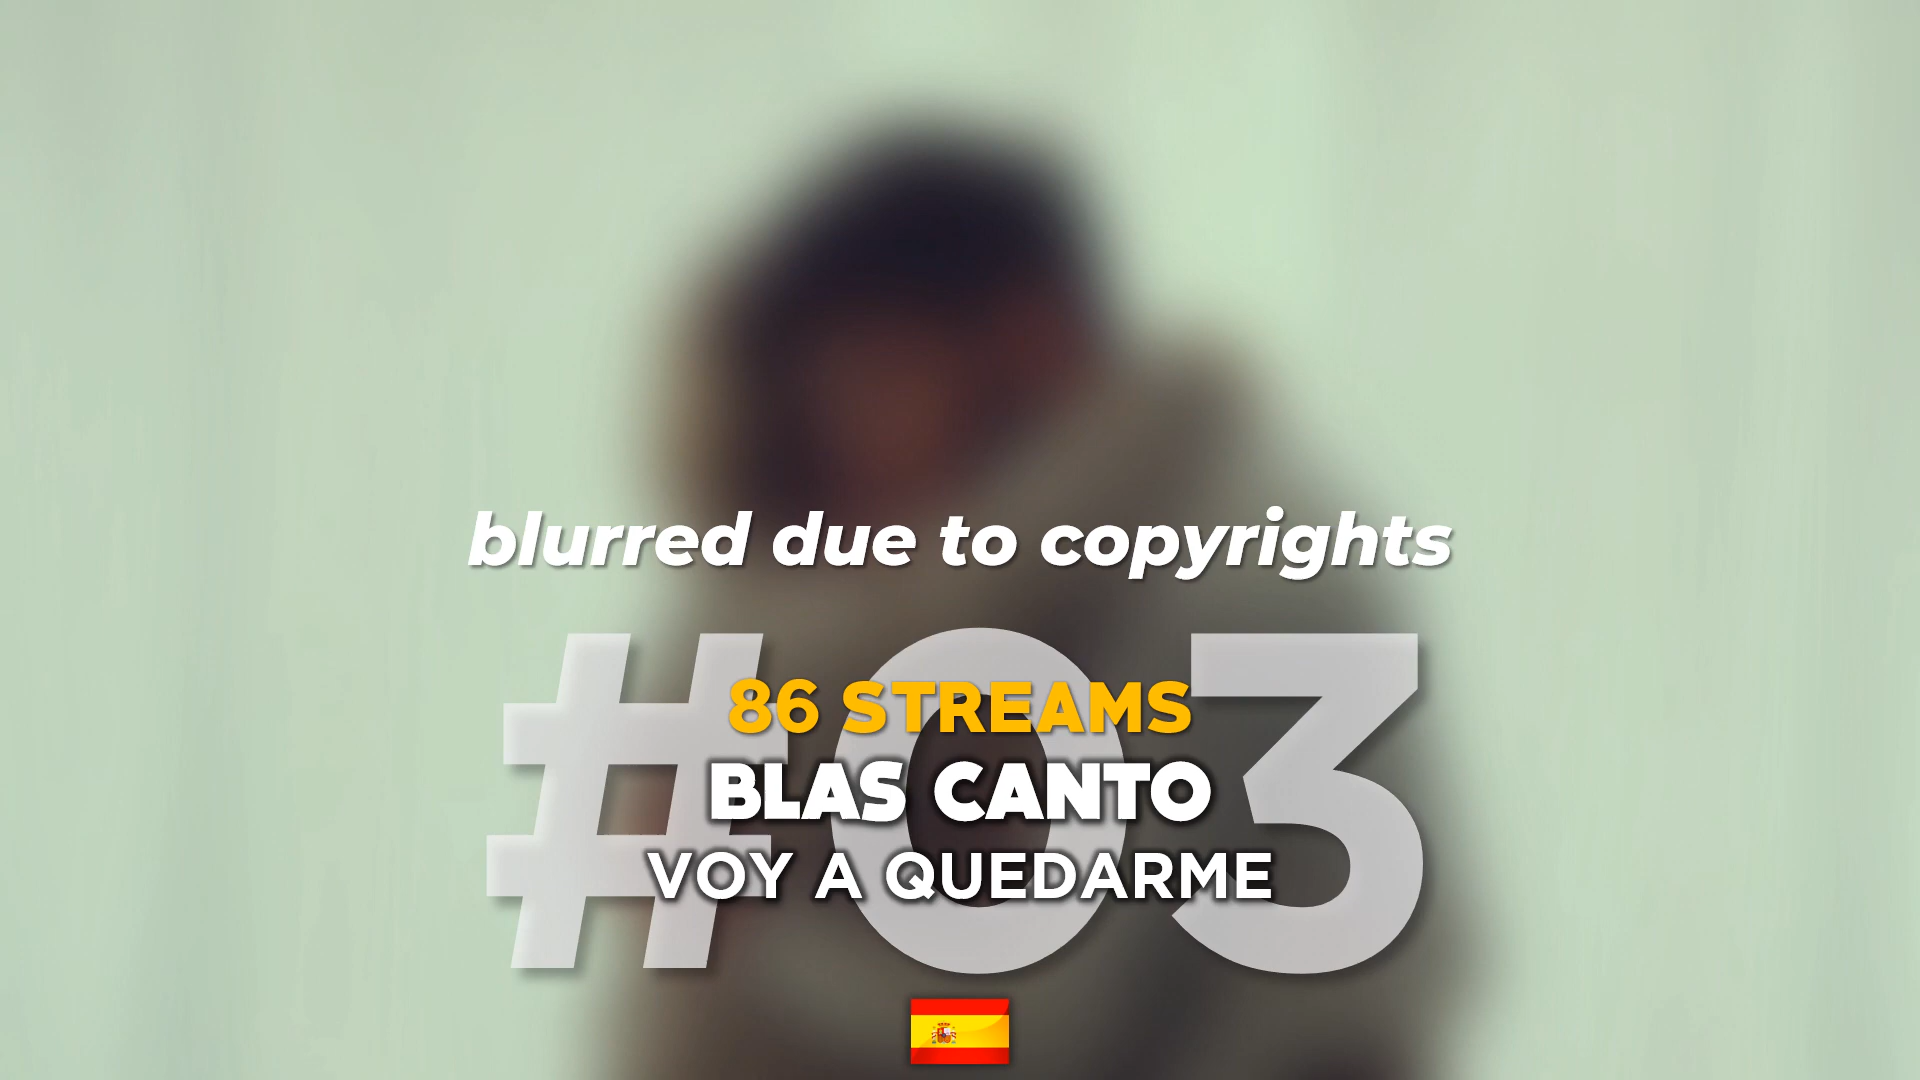 blurred due to copyrights
#03
86 STREAMS
BLAS CANTO
VOY A QUEDARME